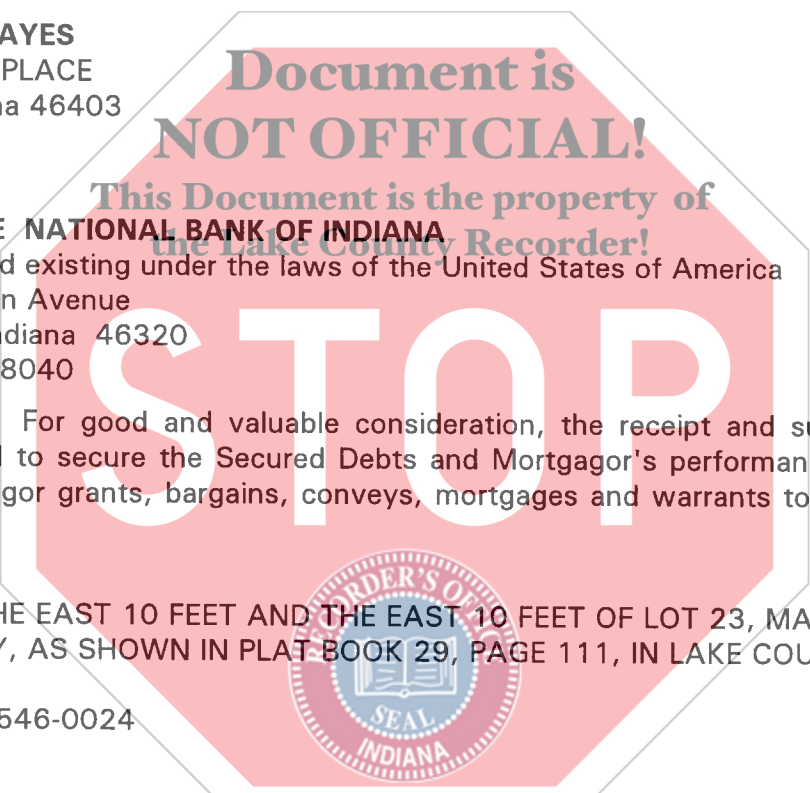 AYES
PLACE
na 46403
Document is
NOT OFFICIAL!
This Document is the property of
the Lake County Recorder!
E NATIONAL BANK OF INDIANA
d existing under the laws of the United States of America
n Avenue
ndiana 46320
8040
STOP
For good and valuable consideration, the receipt and su
l to secure the Secured Debts and Mortgagor's performan
gor grants, bargains, conveys, mortgages and warrants to
HE EAST 10 FEET AND THE EAST 10 FEET OF LOT 23, MA
Y, AS SHOWN IN PLAT BOOK 29, PAGE 111, IN LAKE COU
546-0024
RECORDER'S OFFICE
SEAL
INDIANA